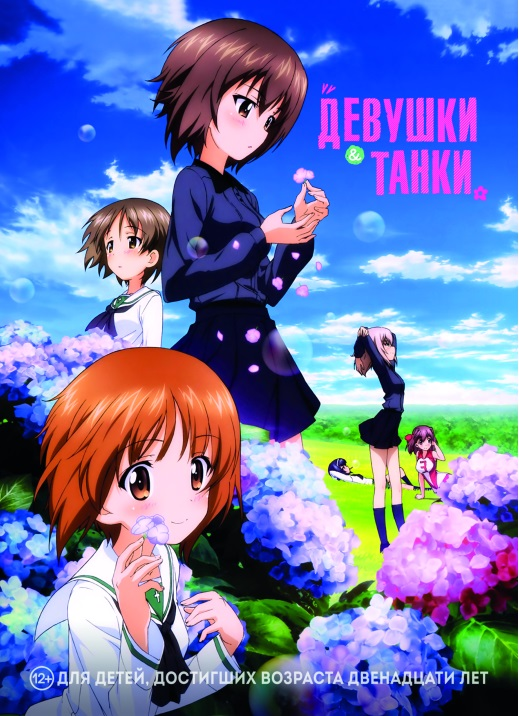 ДЕВУШКИ
&
ТАНКИ
12+ ДЛЯ ДЕТЕЙ, ДОСТИГШИХ ВОЗРАСТА ДВЕНАДЦАТИ ЛЕТ